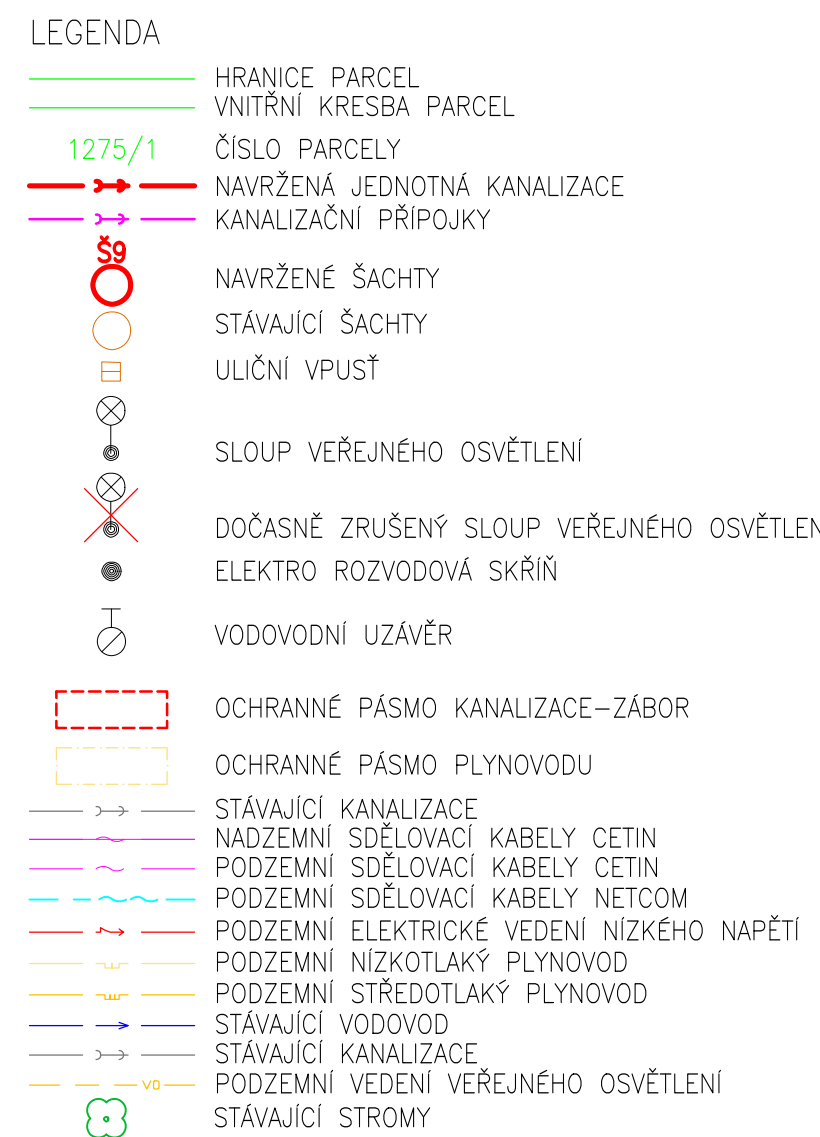 LEGENDA
HRANICE PARCEL
VNITŘNÍ KRESBA PARCEL
1275/1 ČÍSLO PARCELY
NAVRŽENÁ JEDNOTNÁ KANALIZACE
KANALIZAČNÍ PŘÍPOJKY
Š9
NAVRŽENÉ ŠACHTY
STÁVAJÍCÍ ŠACHTY
ULIČNÍ VPUSŤ
SLOUP VEŘEJNÉHO OSVĚTLENÍ
DOČASNĚ ZRUŠENÝ SLOUP VEŘEJNÉHO OSVĚTLEN
ELEKTRO ROZVODOVÁ SKŘÍŇ
VODOVODNÍ UZÁVĚR
OCHRANNÉ PÁSMO KANALIZACE-ZÁBOR
OCHRANNÉ PÁSMO PLYNOVODU
STÁVAJÍCÍ KANALIZACE
NADZEMNÍ SDĚLOVACÍ KABELY CETIN
PODZEMNÍ SDĚLOVACÍ KABELY CETIN
PODZEMNÍ SDĚLOVACÍ KABELY NETCOM
PODZEMNÍ ELEKTRICKÉ VEDENÍ NÍZKÉHO NAPĚTÍ
PODZEMNÍ NÍZKOTLAKÝ PLYNOVOD
PODZEMNÍ STŘEDOTLAKÝ PLYNOVOD
STÁVAJÍCÍ VODOVOD
STÁVAJÍCÍ KANALIZACE
VO PODZEMNÍ VEDENÍ VEŘEJNÉHO OSVĚTLENÍ
STÁVAJÍCÍ STROMY